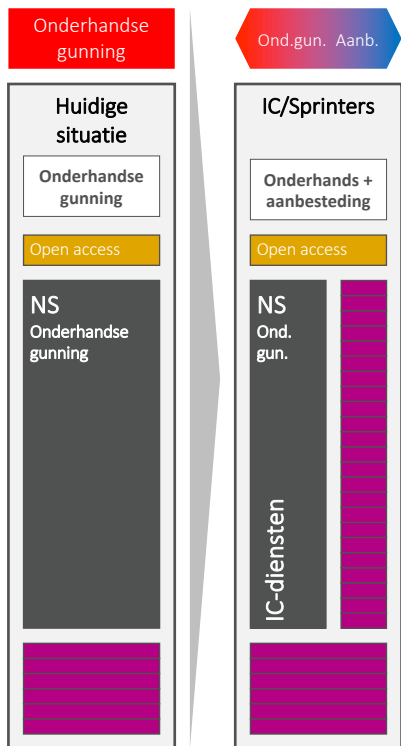 Onderhandse
gunning
Huidige
situatie
Onderhandse
gunning
Open access
NS
Onderhandse
gunning
Ond.gun. Aanb.
IC/Sprinters
Onderhands +
aanbesteding
Open access
NS
Ond.
gun.
IC-diensten